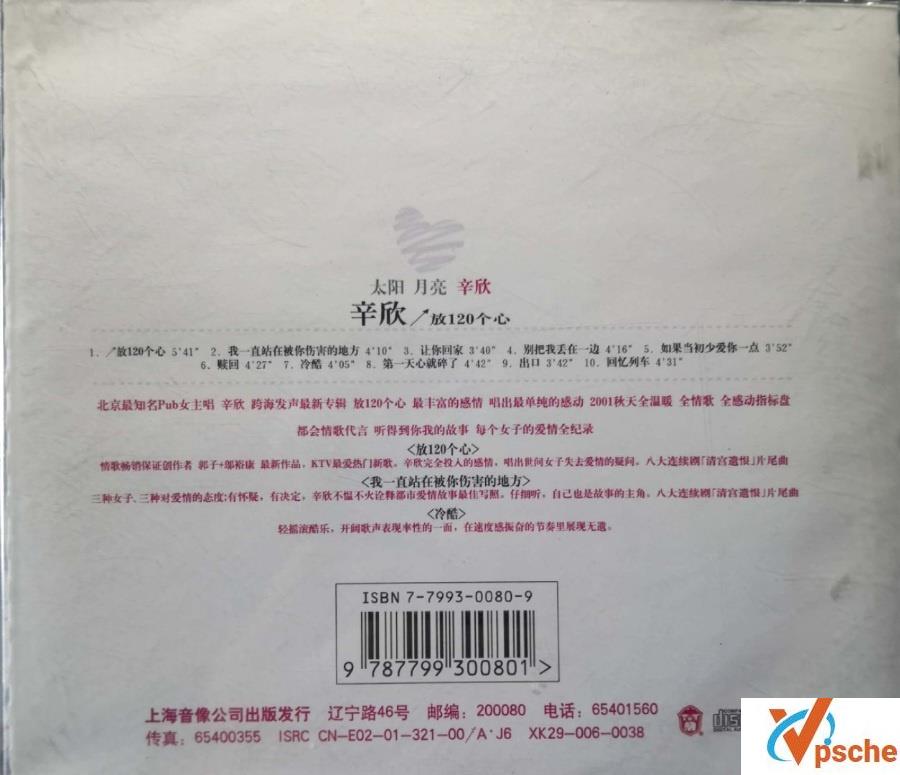 太阳 月亮 辛欣
辛欣↗放120个心
1. ↗放120个心 5'41" 2. 我一直站在被你伤害的地方 4'10" 3. 让你回家 3'40" 4. 别把我丢在一边 4'16" 5. 如果当初少爱你一点 3'52"
6. 赎回 4'27" 7. 冷酷 4'05" 8. 第一天心就碎了 4'42" 9. 出口 3'42" 10. 回忆列车 4'31"
北京最知名Pub女主唱 辛欣 跨海发声最新专辑 放120个心 最丰富的感情 唱出最单纯的感动 2001秋天全温暖 全情歌 全感动指标盘
都会情歌代言 听得到你我的故事 每个女子的爱情全纪录
<放120个心>
情歌畅销保证创作者 郭子+邬裕康 最新作品，KTV最爱热门新歌。辛欣完全投入的感情，唱出世间女子失去爱情的疑问。八大连续剧「清宫遗恨」片尾曲
<我一直站在被你伤害的地方>
三种女子、三种对爱情的态度;有怀疑，有决定，辛欣不愠不火诠释都市爱情故事最佳写照。仔细听，自己也是故事的主角。八大连续剧「清宫遗恨」片尾曲
<冷酷>
轻摇滚酷乐，开阔歌声表现率性的一面，在速度感振奋的节奏里展现无遗。
ISBN 7-7993-0080-9
9 787799 300801 >
上海音像公司出版发行 辽宁路46号 邮编：200080 电话：65401560
传真：65400355 ISRC CN-E02-01-321-00/A·J6 XK29-006-0038
Vpsche